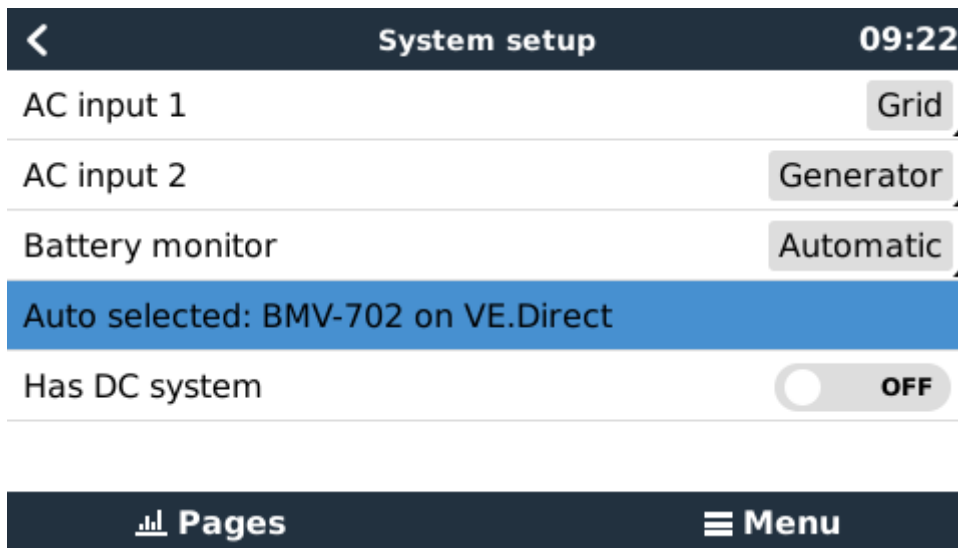 System setup 09:22
AC input 1 Grid
AC input 2 Generator
Battery monitor Automatic
Auto selected: BMV-702 on VE.Direct
Has DC system OFF
Pages Menu